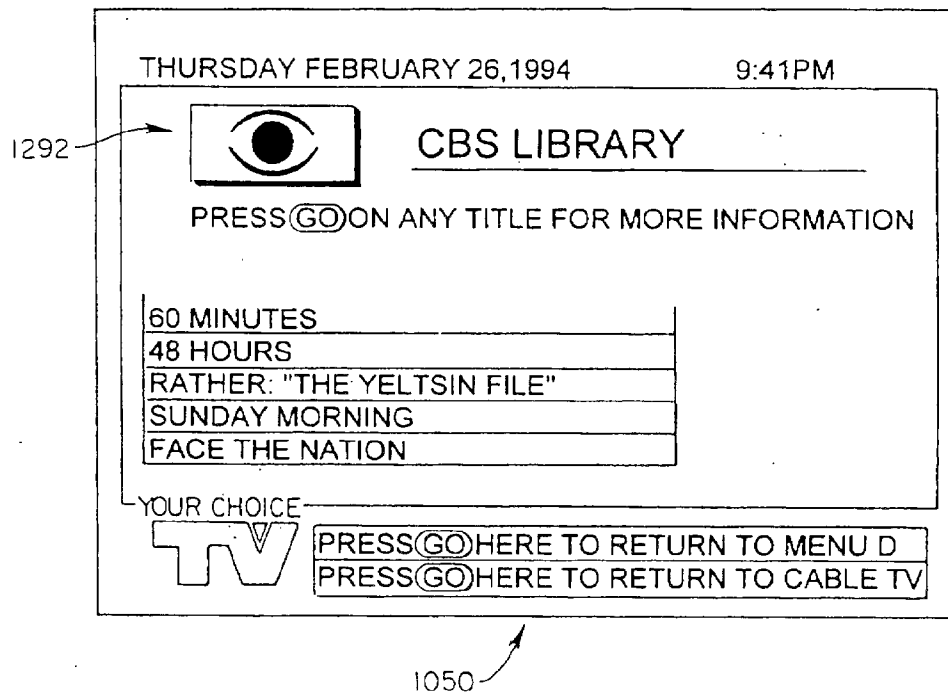 THURSDAY FEBRUARY 26,1994 9:41PM
1292
CBS LIBRARY
PRESS GO ON ANY TITLE FOR MORE INFORMATION
60 MINUTES
48 HOURS
RATHER: "THE YELTSIN FILE"
SUNDAY MORNING
FACE THE NATION
YOUR CHOICE
TV
PRESS GO HERE TO RETURN TO MENU D
PRESS GO HERE TO RETURN TO CABLE TV
1050